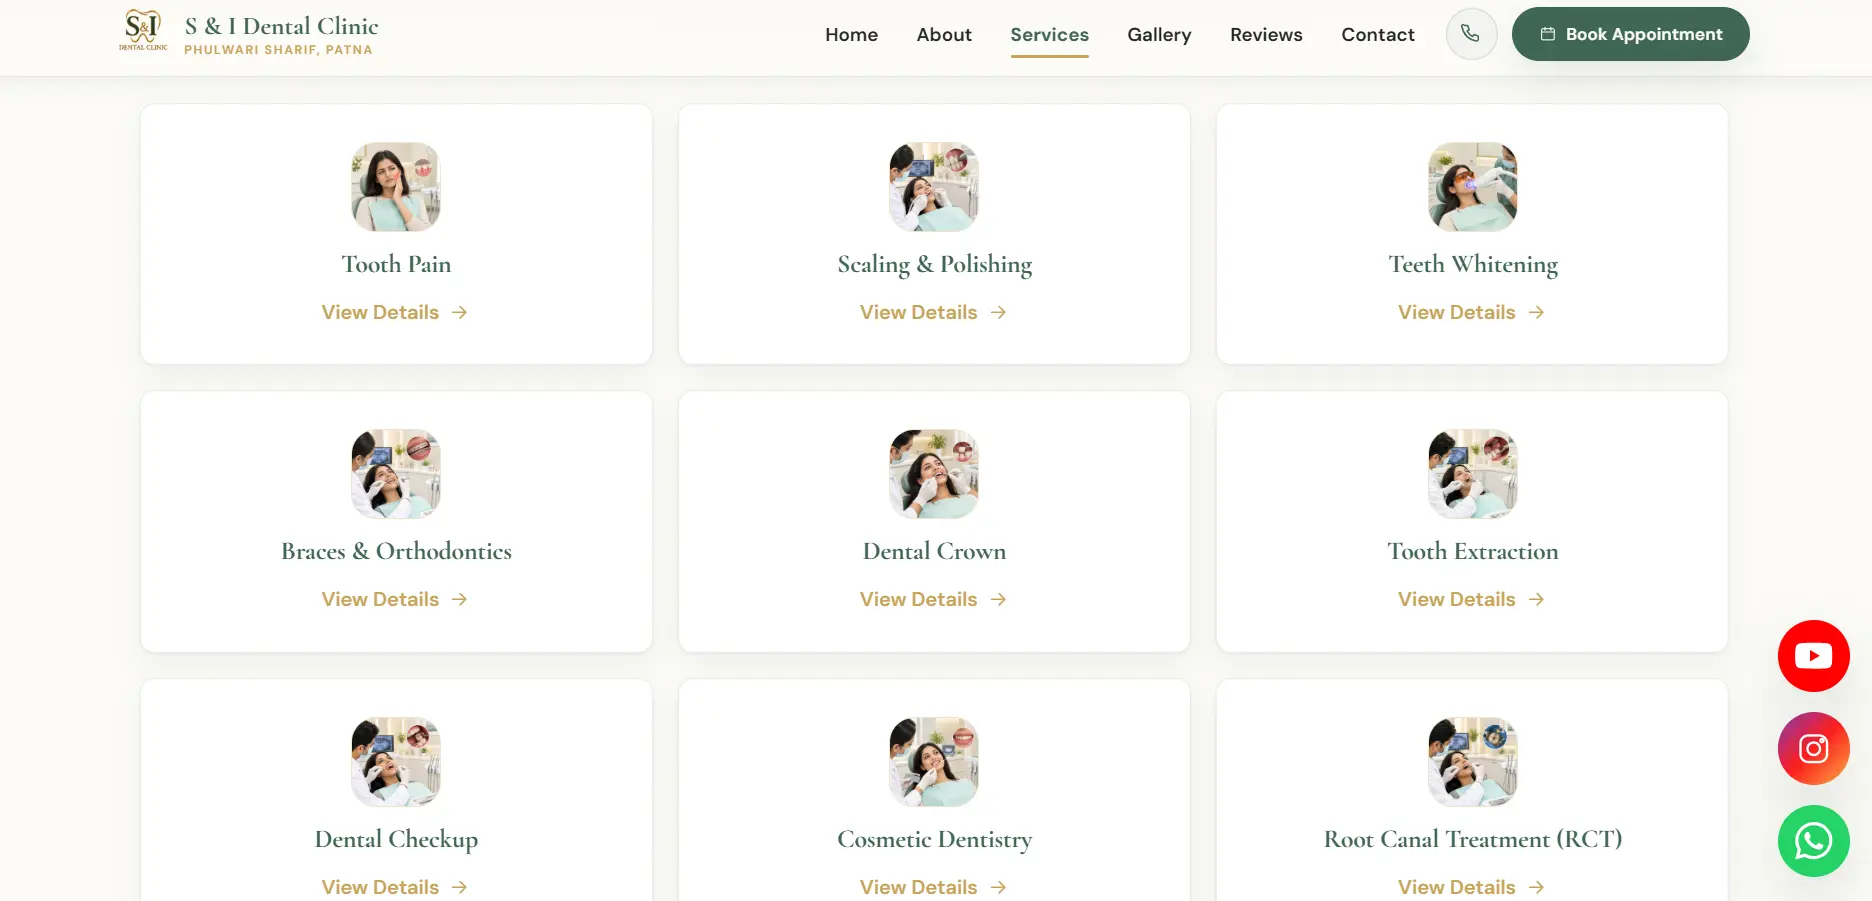 S&I
DENTAL CLINIC
S & I Dental Clinic
PHULWARI SHARIF, PATNA
Home
About
Services
Gallery
Reviews
Contact
Book Appointment
Tooth Pain
View Details →
Scaling & Polishing
View Details →
Teeth Whitening
View Details →
Braces & Orthodontics
View Details →
Dental Crown
View Details →
Tooth Extraction
View Details →
Dental Checkup
View Details →
Cosmetic Dentistry
View Details →
Root Canal Treatment (RCT)
View Details →